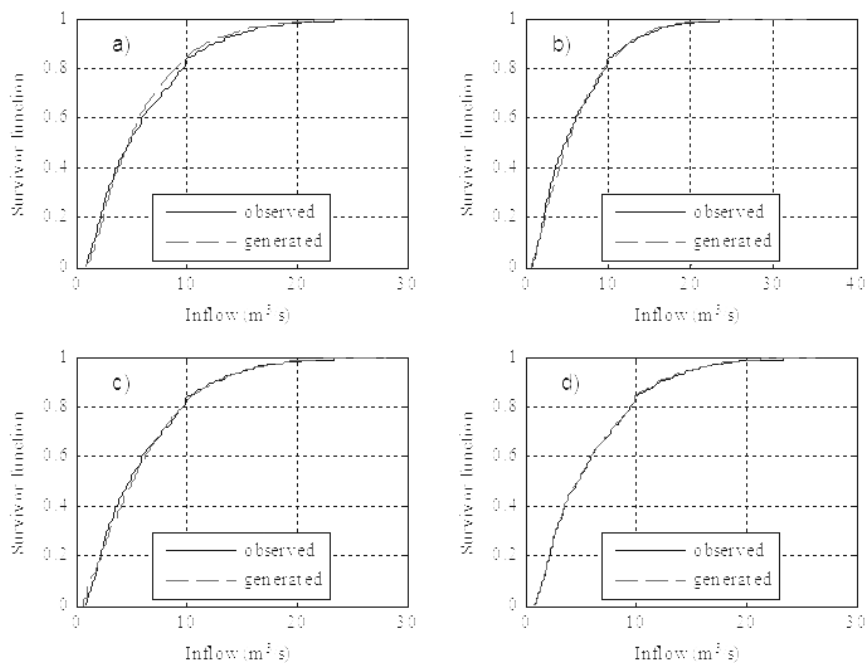 a)
1
0.8
0.6
0.4
0.2
0
Survivor function
observed
generated
0 10 20 30
Inflow (m³ s)
b)
1
0.8
0.6
0.4
0.2
0
Survivor function
observed
generated
0 10 20 30 40
Inflow (m³ s)
c)
1
0.8
0.6
0.4
0.2
0
Survivor function
observed
generated
0 10 20 30
Inflow (m³ s)
d)
1
0.8
0.6
0.4
0.2
0
Survivor function
observed
generated
0 10 20 30
Inflow (m³ s)